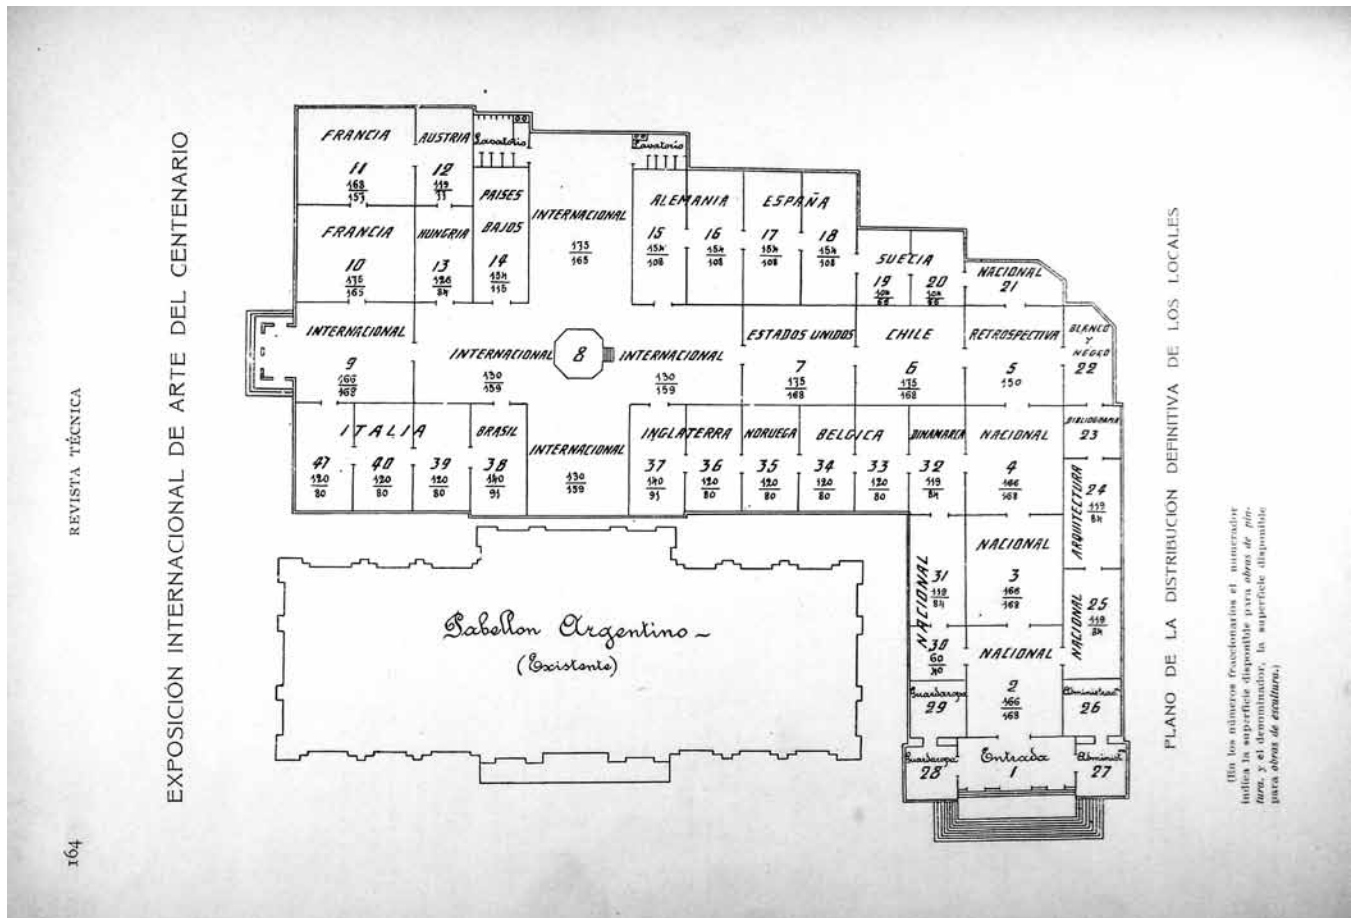 164
REVISTA TÉCNICA
EXPOSICIÓN INTERNACIONAL DE ARTE DEL CENTENARIO
FRANCIA
11
168
153
AUSTRIA
12
119
77
Lavatorio
Lavatorio
FRANCIA
10
175
165
HUNGRIA
13
126
84
PAISES
BAJOS
14
154
115
INTERNACIONAL
175
165
ALEMANIA
15
154
108
16
154
108
ESPAÑA
17
154
108
18
154
108
SUECIA
19
104
68
20
104
68
NACIONAL
21
INTERNACIONAL
9
166
168
INTERNACIONAL
130
159
8
INTERNACIONAL
130
159
ESTADOS UNIDOS
7
175
168
CHILE
6
175
168
RETROSPECTIVA
5
150
BLANCO
Y
NEGRO
22
ITALIA
41
120
80
40
120
80
39
120
80
BRASIL
38
140
91
INTERNACIONAL
130
159
INGLATERRA
37
140
91
36
120
80
NORUEGA
35
120
80
BELGICA
34
120
80
33
120
80
DINAMARCA
32
119
84
NACIONAL
4
166
168
BIBLIOGRAFIA
23
ARQUITECTURA
24
119
84
NACIONAL
31
119
84
30
60
40
NACIONAL
3
166
168
NACIONAL
25
119
84
NACIONAL
2
166
168
Guardaropa
29
Administrac.ⁿ
26
Guardaropa
28
Entrada
1
Administ.ⁿ
27
Pabellon Argentino
(Existente)
PLANO DE LA DISTRIBUCION DEFINITIVA DE LOS LOCALES
(En los números fraccionarios el numerador
indica la superficie disponible para obras de pin-
tura, y el denominador, la superficie disponible
para obras de escultura.)